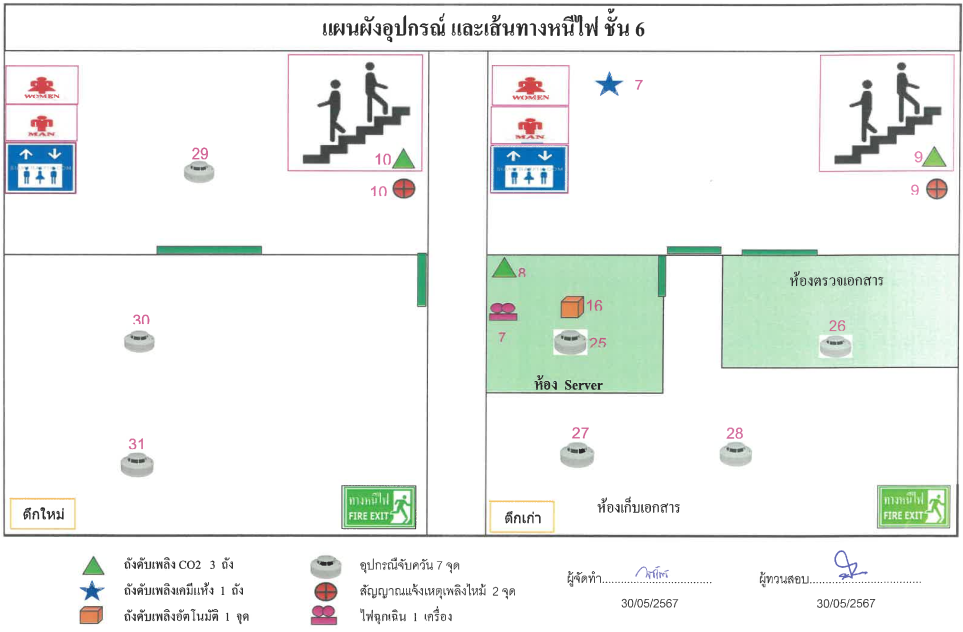 แผนผังอุปกรณ์ และเส้นทางหนีไฟ ชั้น 6
WOMEN
MAN
29
10
10
30
31
ตึกใหม่
ทางหนีไฟ
FIRE EXIT
WOMEN
MAN
7
9
9
8
16
7
25
ห้อง Server
ห้องตรวจเอกสาร
26
27
28
ห้องเก็บเอกสาร
ตึกเก่า
ทางหนีไฟ
FIRE EXIT
ถังดับเพลิง CO2 3 ถัง
ถังดับเพลิงเคมีแห้ง 1 ถัง
ถังดับเพลิงอัตโนมัติ 1 จุด
อุปกรณ์จับควัน 7 จุด
สัญญาณแจ้งเหตุเพลิงไหม้ 2 จุด
ไฟฉุกเฉิน 1 เครื่อง
ผู้จัดทำ
30/05/2567
ผู้ทวนสอบ
30/05/2567